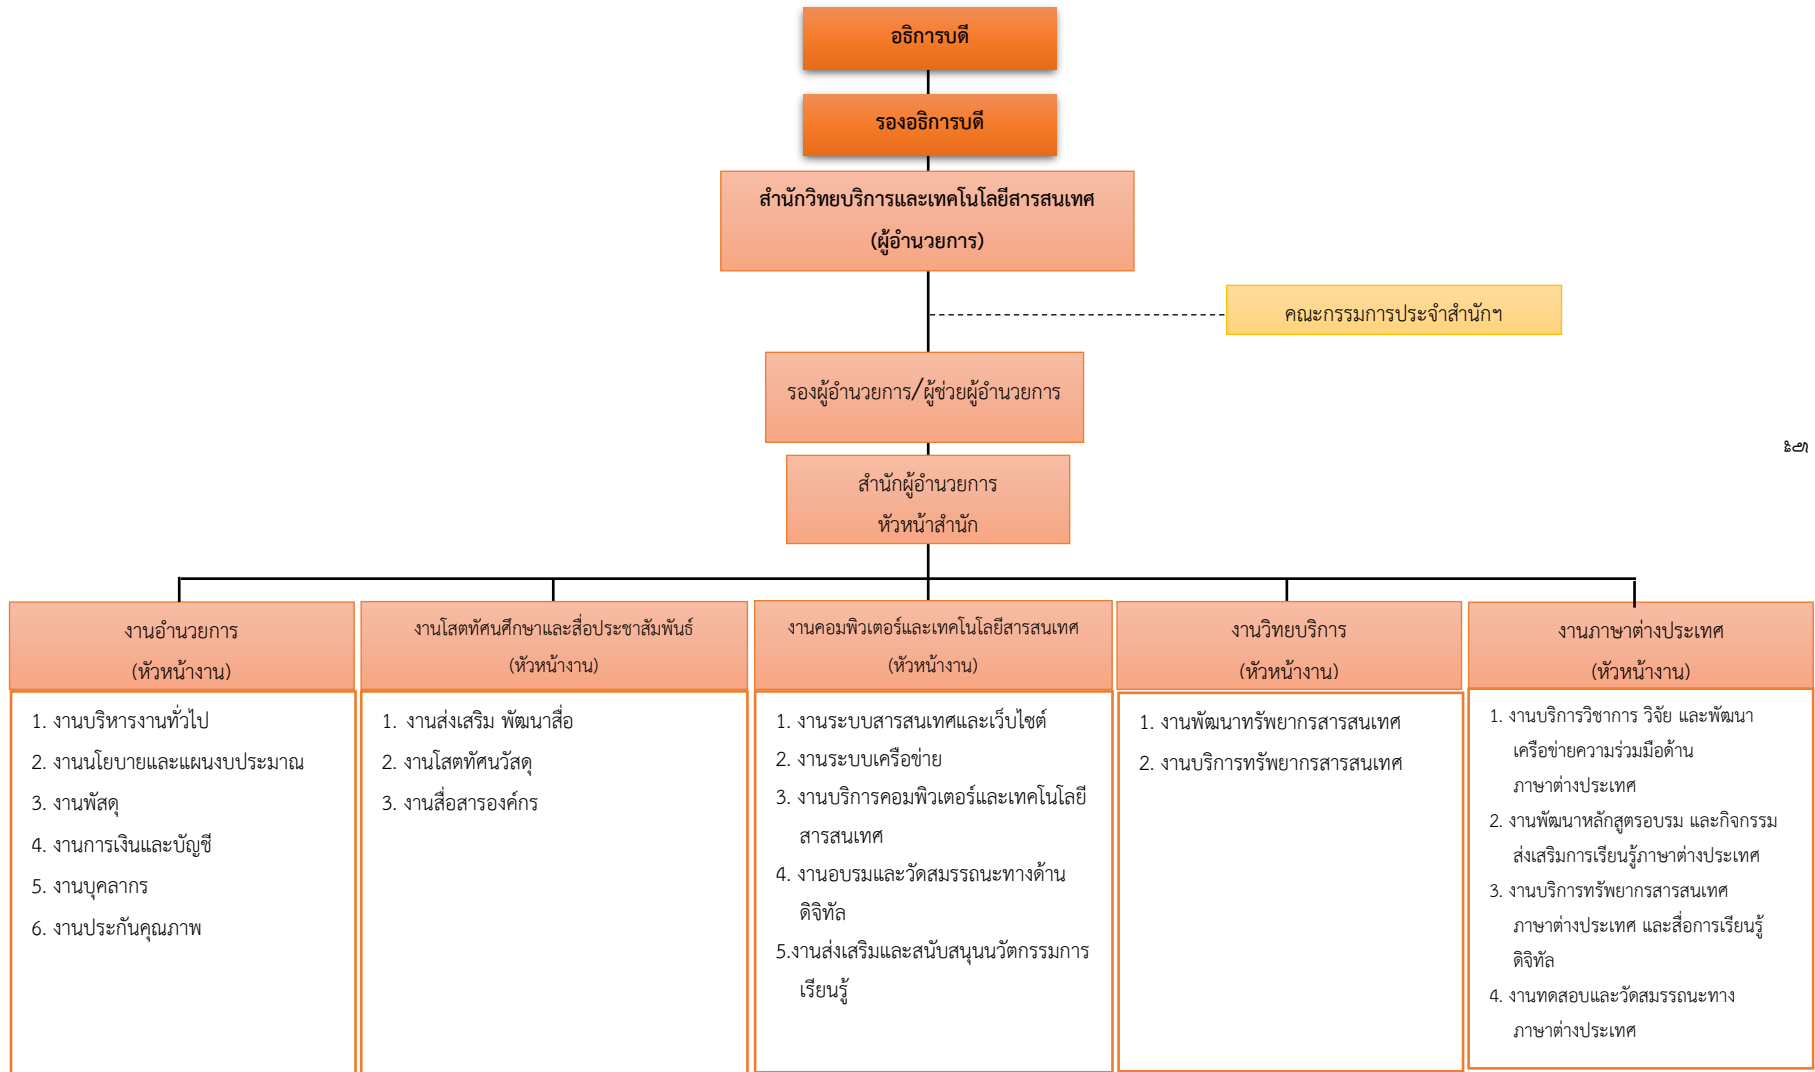 อธิการบดี
รองอธิการบดี
สำนักวิทยบริการและเทคโนโลยีสารสนเทศ
(ผู้อำนวยการ)
คณะกรรมการประจำสำนักฯ
รองผู้อำนวยการ/ผู้ช่วยผู้อำนวยการ
สำนักผู้อำนวยการ
หัวหน้าสำนัก
งานอำนวยการ
(หัวหน้างาน)
1. งานบริหารงานทั่วไป
2. งานนโยบายและแผนงบประมาณ
3. งานพัสดุ
4. งานการเงินและบัญชี
5. งานบุคลากร
6. งานประกันคุณภาพ
งานโสตทัศนศึกษาและสื่อประชาสัมพันธ์
(หัวหน้างาน)
1. งานส่งเสริม พัฒนาสื่อ
2. งานโสตทัศนวัสดุ
3. งานสื่อสารองค์กร
งานคอมพิวเตอร์และเทคโนโลยีสารสนเทศ
(หัวหน้างาน)
1. งานระบบสารสนเทศและเว็บไซต์
2. งานระบบเครือข่าย
3. งานบริการคอมพิวเตอร์และเทคโนโลยี
สารสนเทศ
4. งานอบรมและวัดสมรรถนะทางด้าน
ดิจิทัล
5.งานส่งเสริมและสนับสนุนนวัตกรรมการ
เรียนรู้
งานวิทยบริการ
(หัวหน้างาน)
1. งานพัฒนาทรัพยากรสารสนเทศ
2. งานบริการทรัพยากรสารสนเทศ
งานภาษาต่างประเทศ
(หัวหน้างาน)
1. งานบริการวิชาการ วิจัย และพัฒนา
เครือข่ายความร่วมมือด้าน
ภาษาต่างประเทศ
2. งานพัฒนาหลักสูตรอบรม และกิจกรรม
ส่งเสริมการเรียนรู้ภาษาต่างประเทศ
3. งานบริการทรัพยากรสารสนเทศ
ภาษาต่างประเทศ และสื่อการเรียนรู้
ดิจิทัล
4. งานทดสอบและวัดสมรรถนะทาง
ภาษาต่างประเทศ